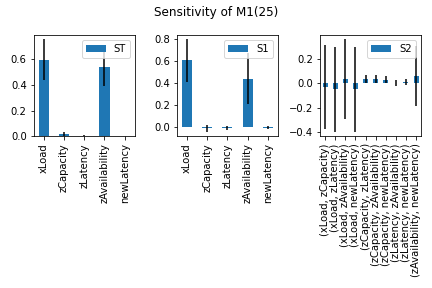 Sensitivity of M1(25)
ST
0.6
0.4
0.2
0.0
xLoad
zCapacity
zLatency
zAvailability
newLatency
S1
0.8
0.6
0.4
0.2
0.0
xLoad
zCapacity
zLatency
zAvailability
newLatency
S2
0.2
0.0
−0.2
−0.4
(xLoad, zCapacity)
(xLoad, zLatency)
(xLoad, zAvailability)
(xLoad, newLatency)
(zCapacity, zLatency)
(zCapacity, zAvailability)
(zCapacity, newLatency)
(zLatency, zAvailability)
(zLatency, newLatency)
(zAvailability, newLatency)